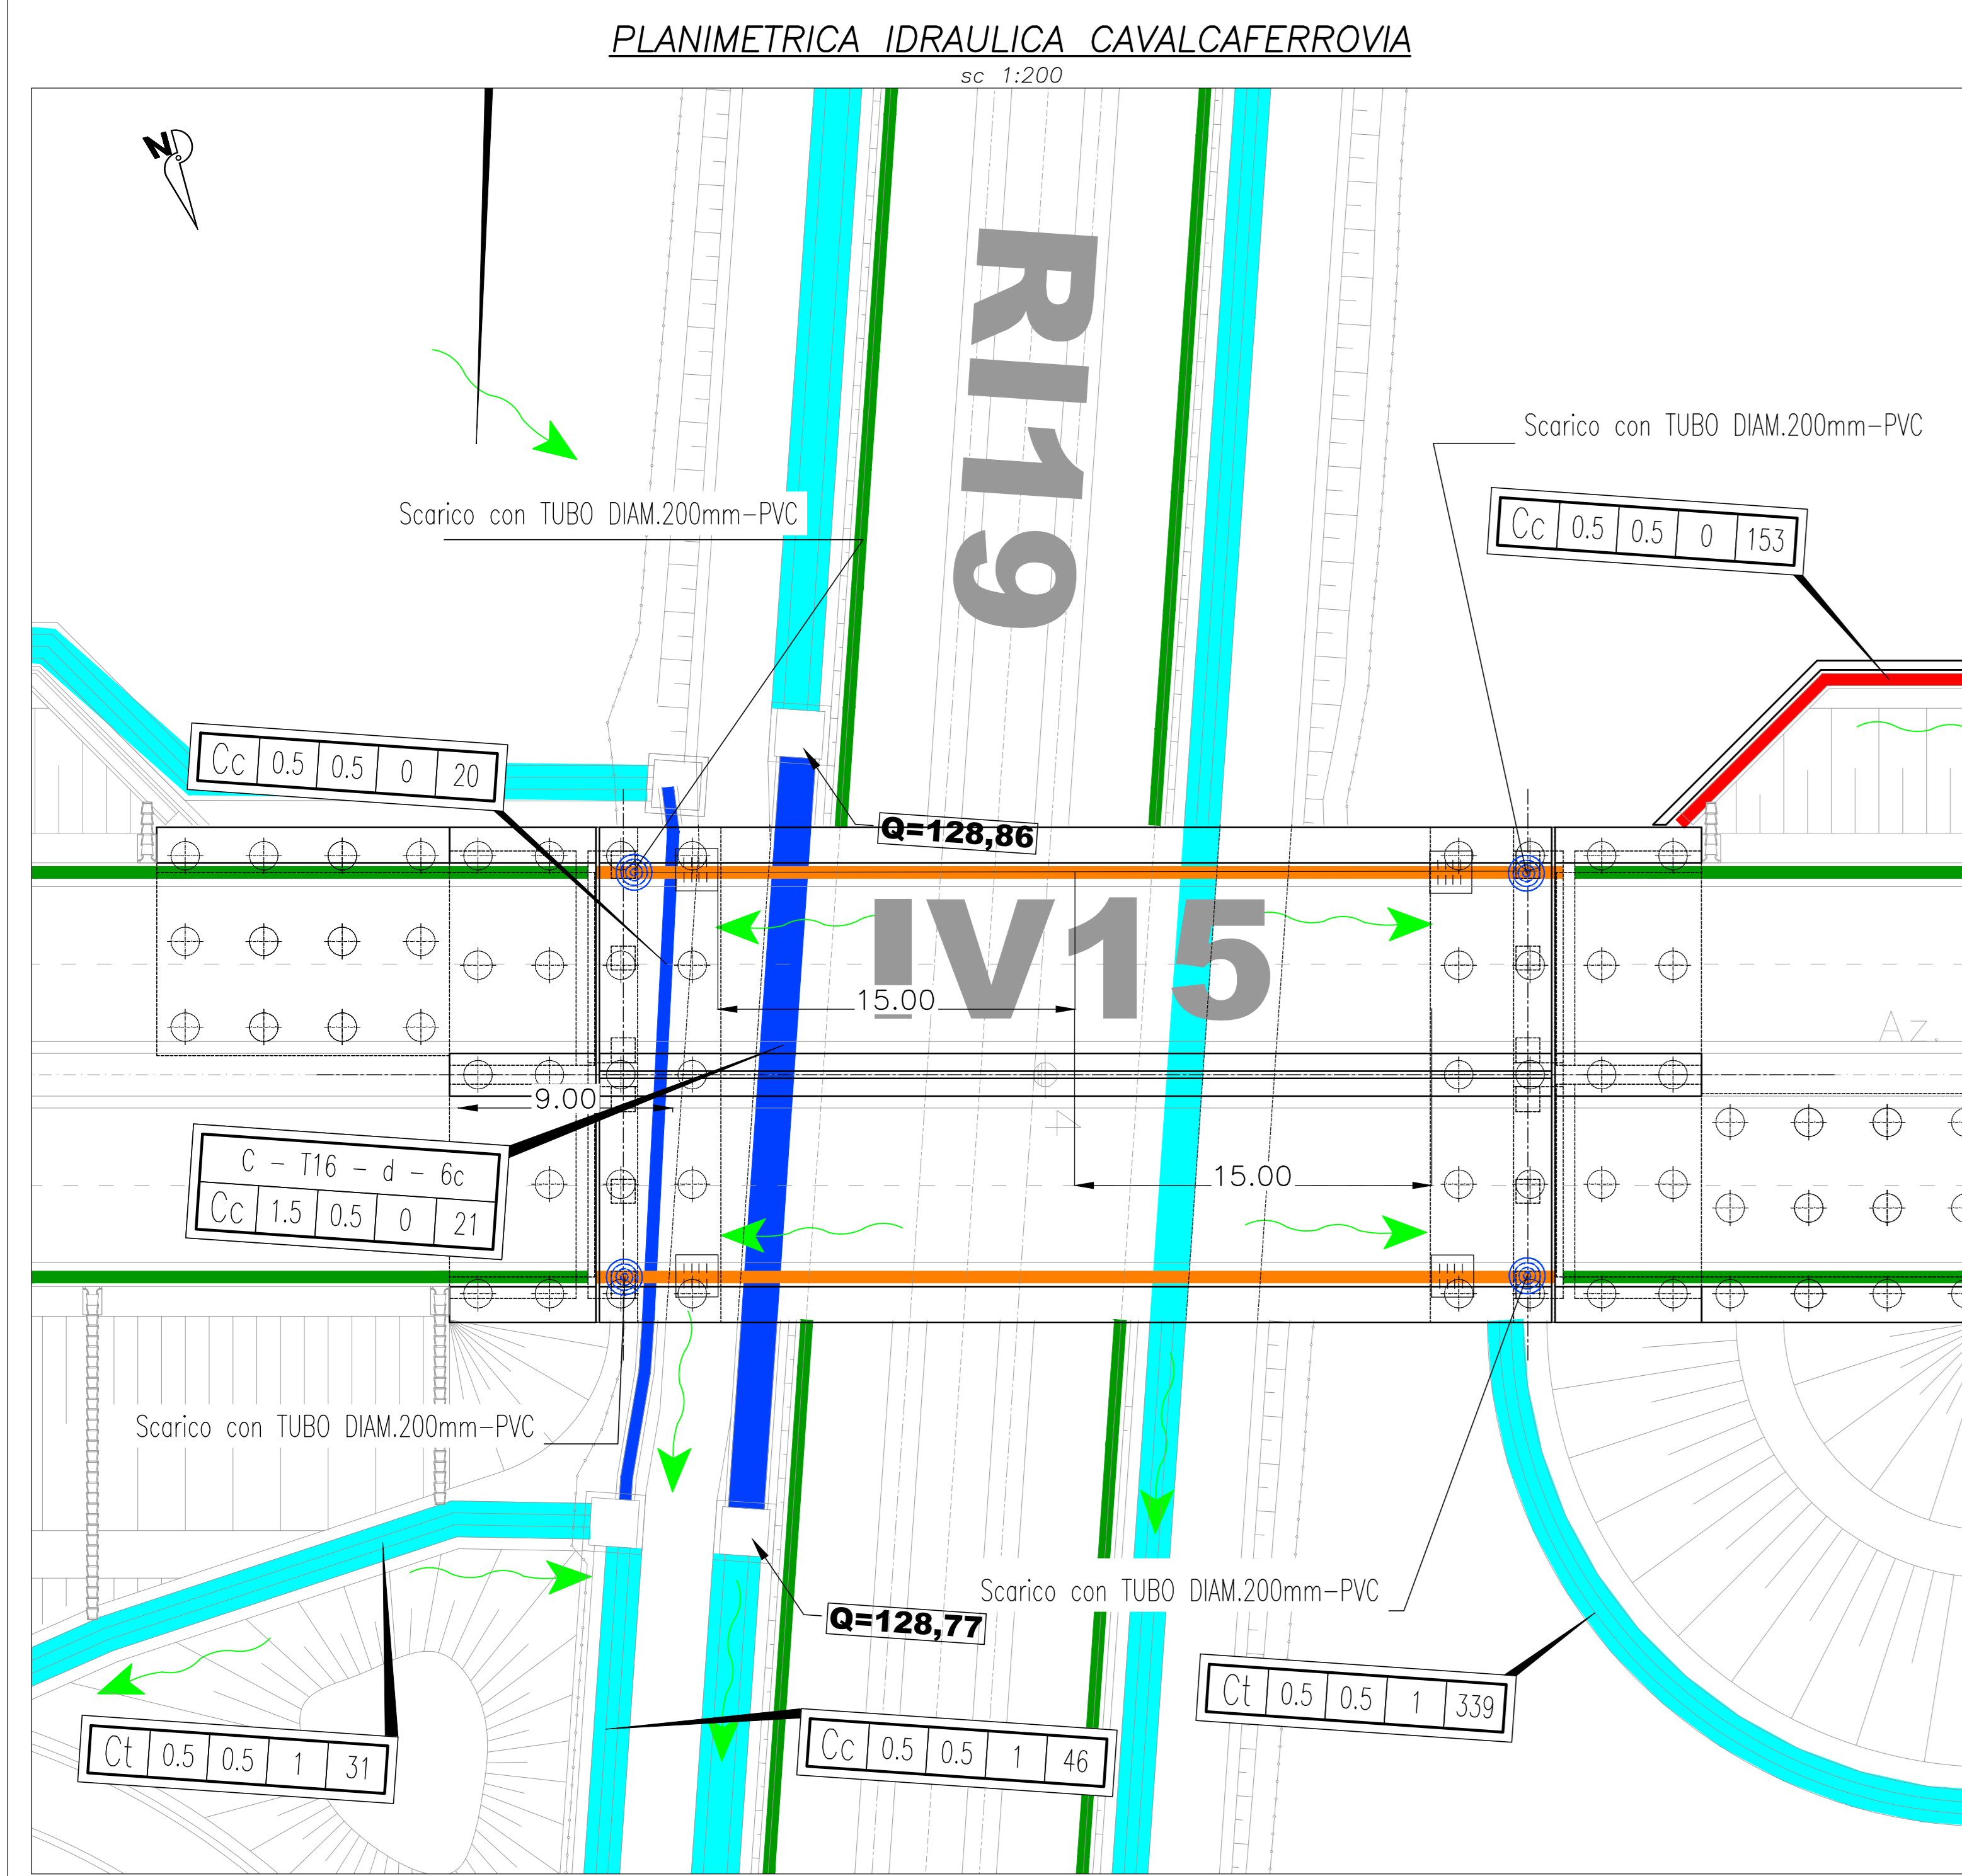 PLANIMETRICA IDRAULICA CAVALCAFERROVIA
sc 1:200
N
RI19
Scarico con TUBO DIAM.200mm-PVC
Scarico con TUBO DIAM.200mm-PVC
Cc 0.5 0.5 0 153
Cc 0.5 0.5 0 20
Q=128,86
IV15
15.00
Az.
9.00
4
C - T16 - d - 6c
Cc 1.5 0.5 0 21
15.00
Scarico con TUBO DIAM.200mm-PVC
Scarico con TUBO DIAM.200mm-PVC
Q=128,77
Ct 0.5 0.5 1 339
Ct 0.5 0.5 1 31
Cc 0.5 0.5 1 46